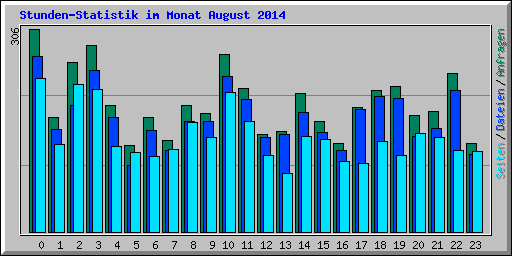 Stunden-Statistik im Monat August 2014
306
Seiten/Dateien/Anfragen
0 1 2 3 4 5 6 7 8 9 10 11 12 13 14 15 16 17 18 19 20 21 22 23